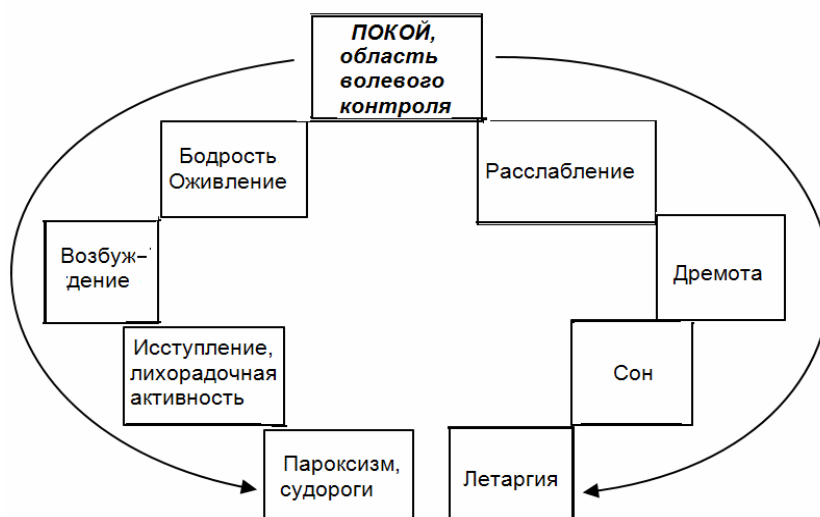 ПОКОЙ,
область
волевого
контроля
Бодрость
Оживление
Расслабление
Возбуж–
дение
Дремота
Исступление,
лихорадочная
активность
Сон
Пароксизм,
судороги
Летаргия